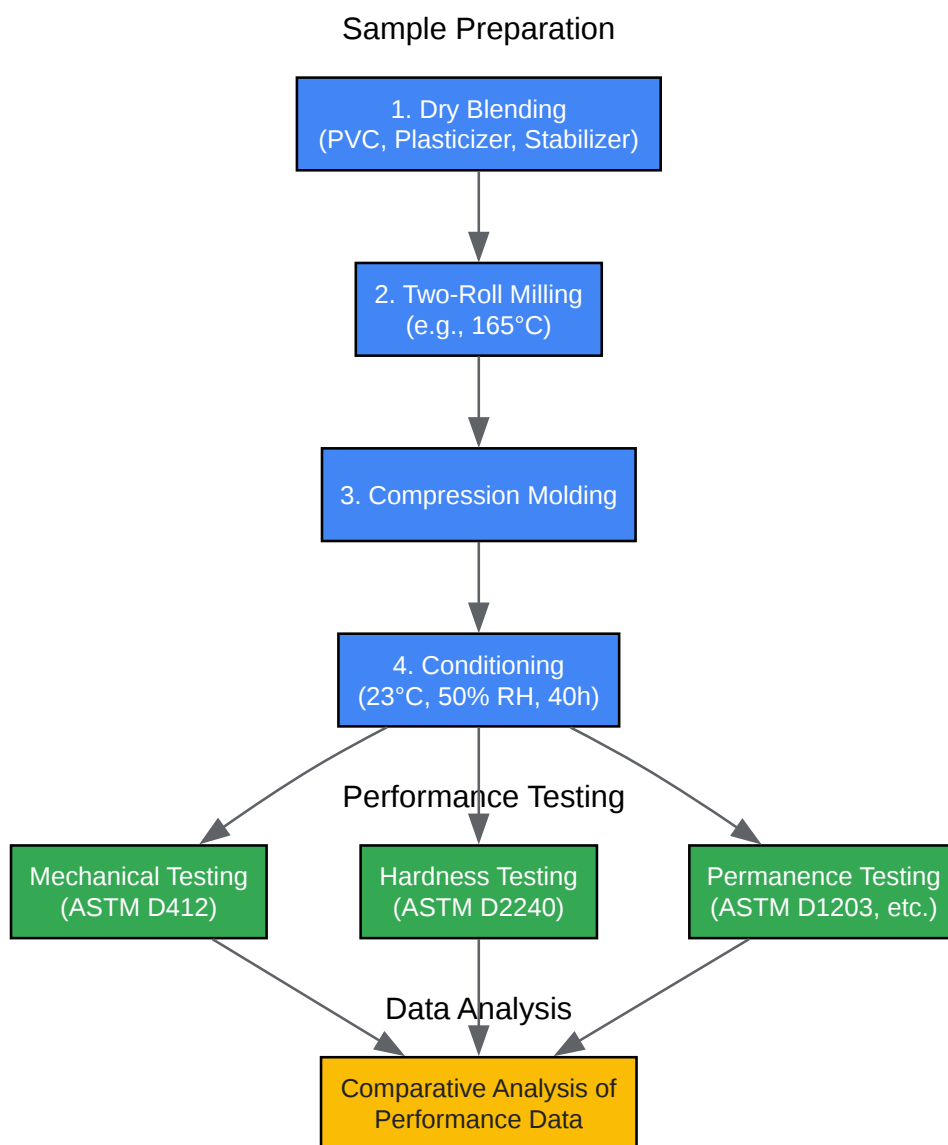 Sample Preparation
1. Dry Blending
(PVC, Plasticizer, Stabilizer)
2. Two-Roll Milling
(e.g., 165°C)
3. Compression Molding
4. Conditioning
(23°C, 50% RH, 40h)
Performance Testing
Mechanical Testing
(ASTM D412)
Hardness Testing
(ASTM D2240)
Permanence Testing
(ASTM D1203, etc.)
Data Analysis
Comparative Analysis of
Performance Data